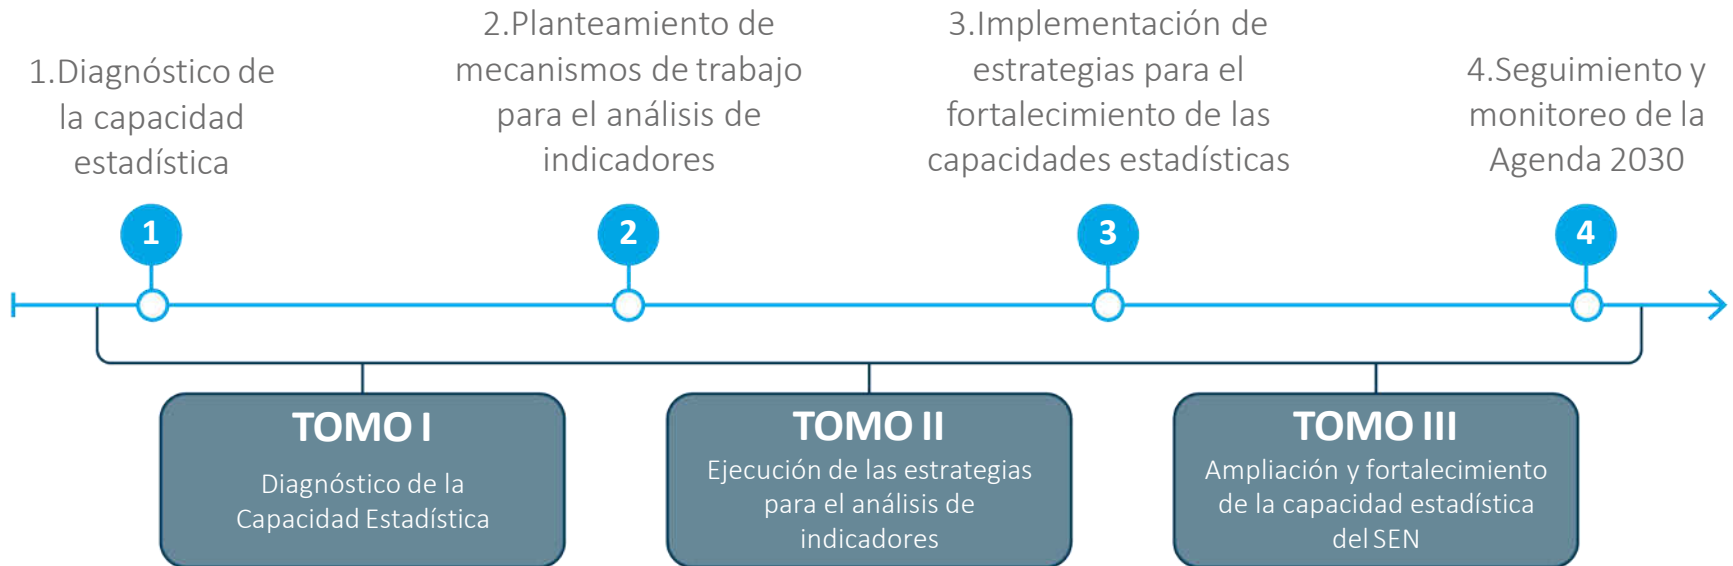 1.Diagnóstico de
la capacidad
estadística
2.Planteamiento de
mecanismos de trabajo
para el análisis de
indicadores
3.Implementación de
estrategias para el
fortalecimiento de las
capacidades estadísticas
4.Seguimiento y
monitoreo de la
Agenda 2030
1
2
3
4
TOMO I
Diagnóstico de la
Capacidad Estadística
TOMO II
Ejecución de las estrategias
para el análisis de
indicadores
TOMO III
Ampliación y fortalecimiento
de la capacidad estadística
del SEN